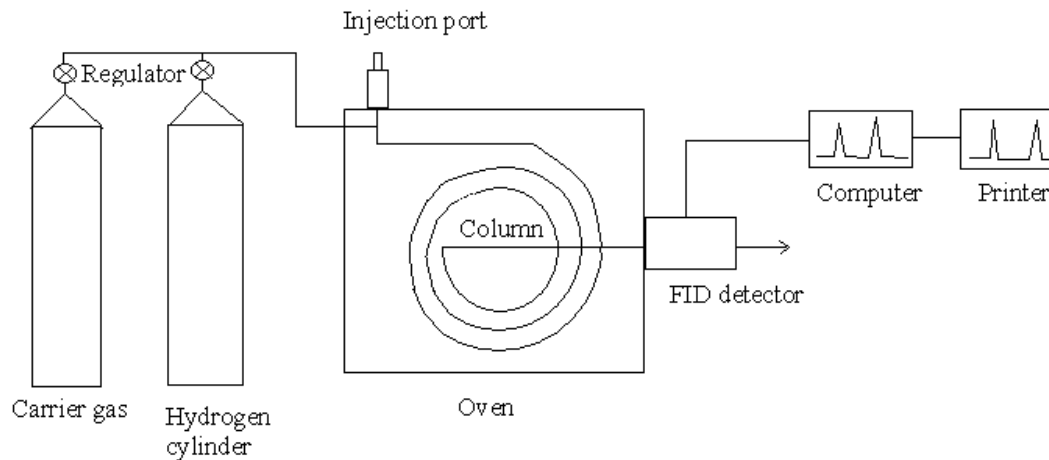 Injection port
Regulator
Column
Computer
Printer
FID detector
Carrier gas
Hydrogen
cylinder
Oven